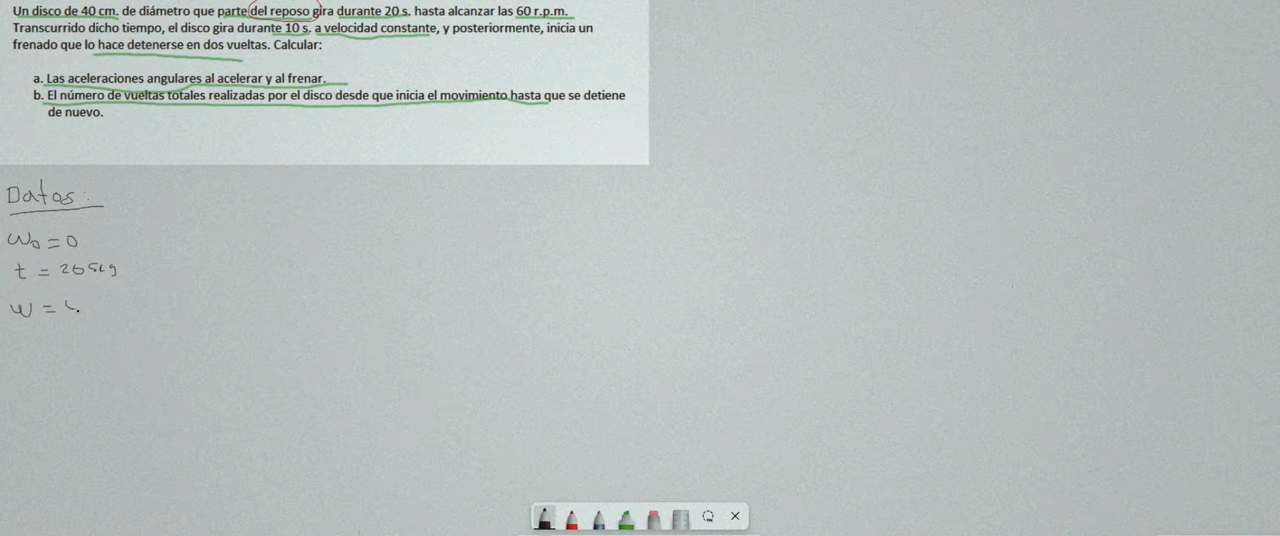 Un disco de 40 cm. de diámetro que parte del reposo gira durante 20 s, hasta alcanzar las 60 r.p.m.
Transcurrido dicho tiempo, el disco gira durante 10 s, a velocidad constante, y posteriormente, inicia un
frenado que lo hace detenerse en dos vueltas. Calcular:
a. Las aceleraciones angulares al acelerar y al frenar.
b. El número de vueltas totales realizadas por el disco desde que inicia el movimiento hasta que se detiene
de nuevo.
Datos:
ω₀ = 0
t = 20 seg
ω =